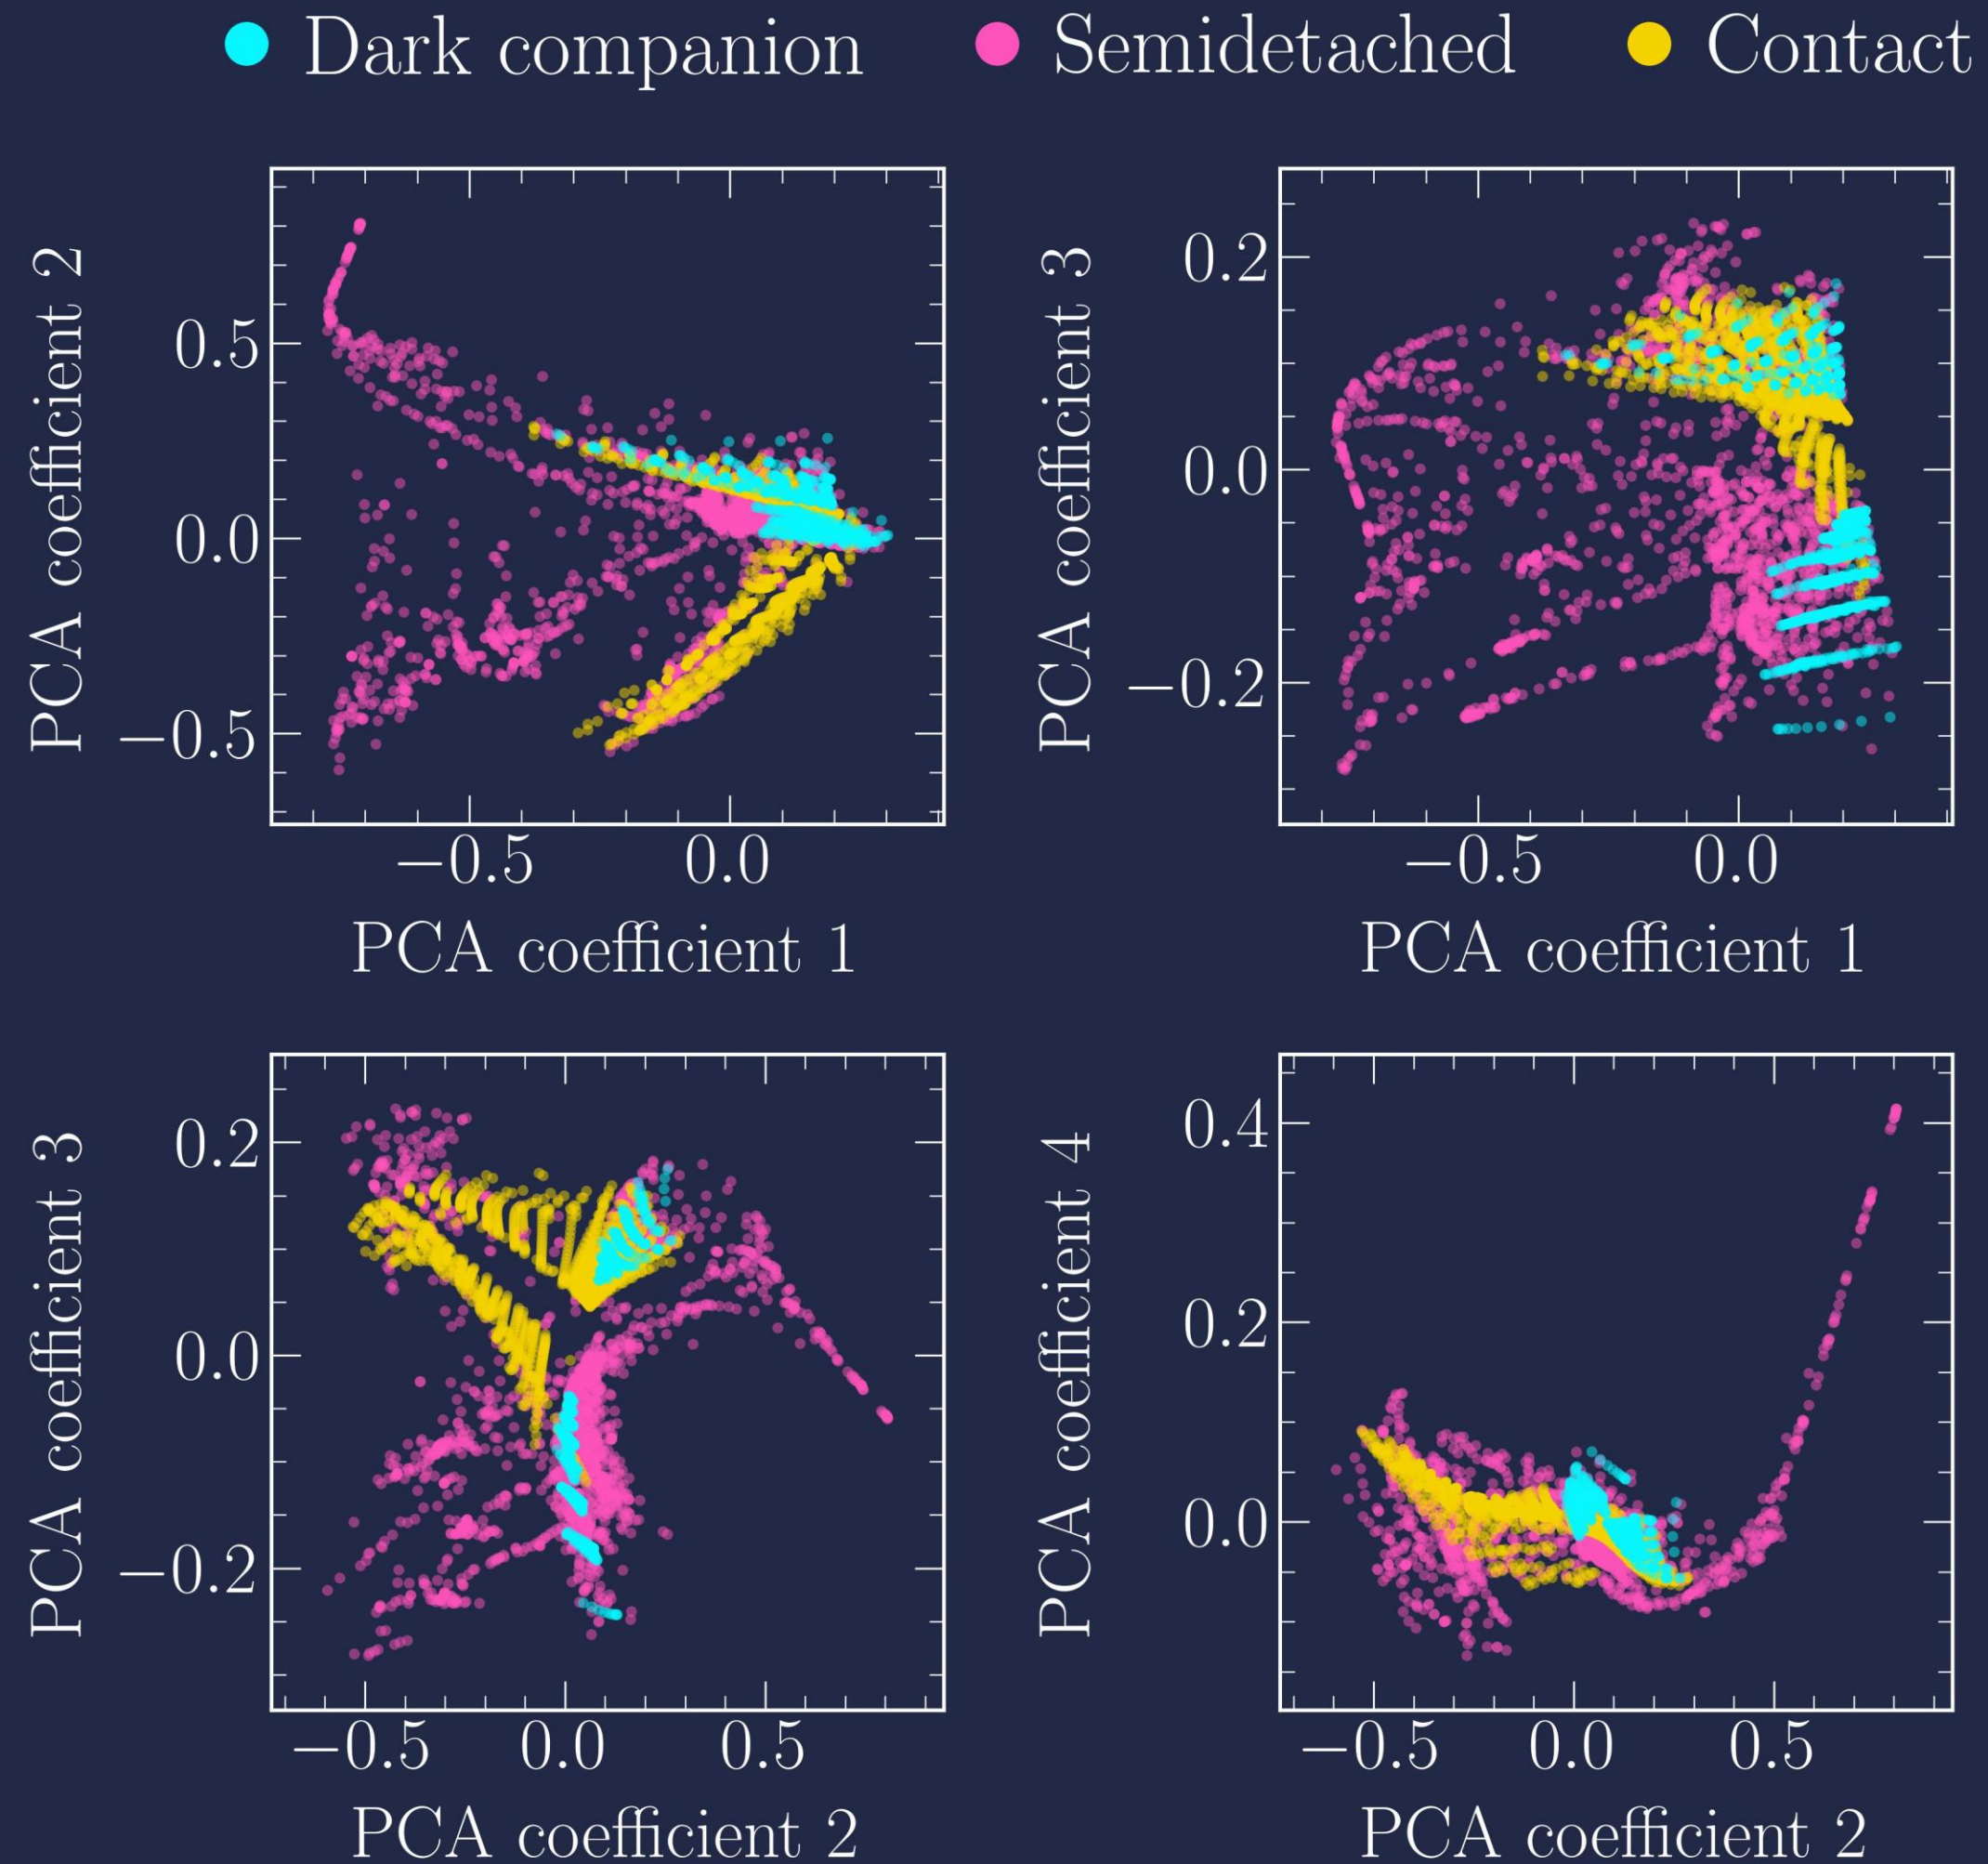 Dark companion Semidetached Contact
PCA coefficient 2
0.5
0.0
−0.5
−0.5 0.0
PCA coefficient 1
PCA coefficient 3
0.2
0.0
−0.2
−0.5 0.0
PCA coefficient 1
PCA coefficient 3
0.2
0.0
−0.2
−0.5 0.0 0.5
PCA coefficient 2
PCA coefficient 4
0.4
0.2
0.0
−0.5 0.0 0.5
PCA coefficient 2